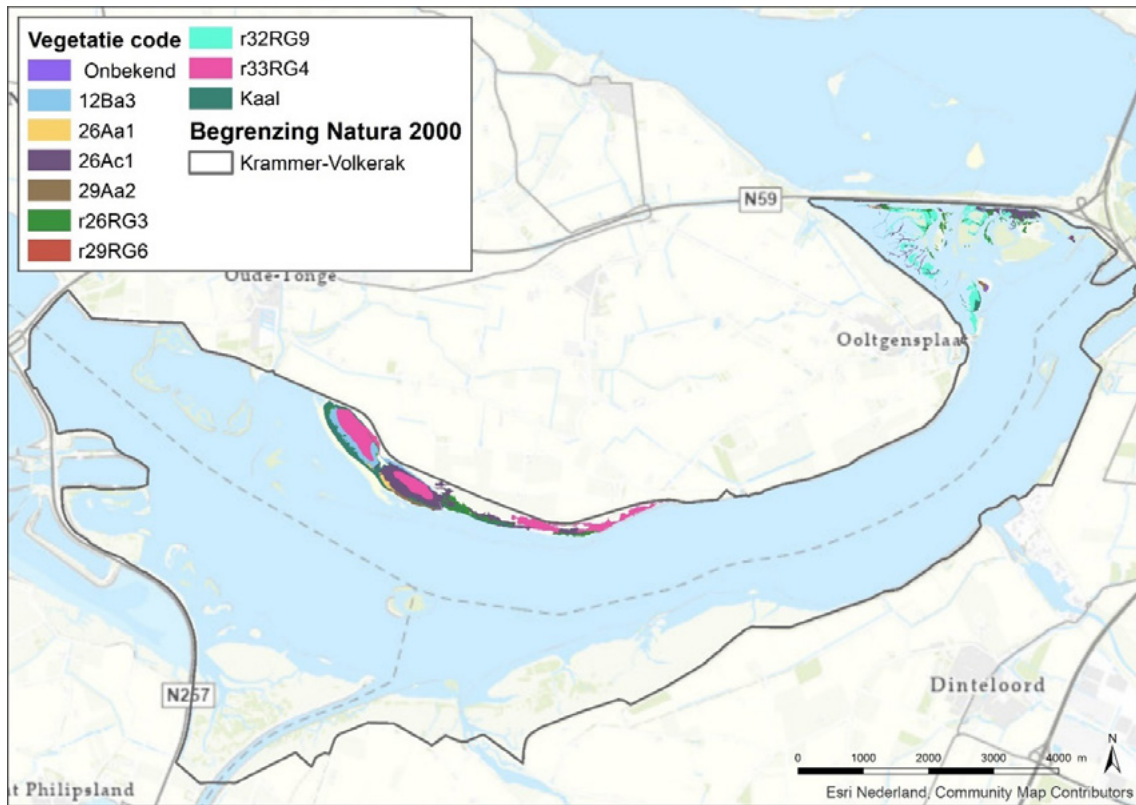 Vegetatie code
Onbekend
12Ba3
26Aa1
26Ac1
29Aa2
r26RG3
r29RG6
r32RG9
r33RG4
Kaal
Begrenzing Natura 2000
Krammer-Volkerak
N59
Oude-Tonge
Ooltgensplaat
N257
Dinteloord
nt Philipsland
N
0 1000 2000 3000 4000 m
Esri Nederland, Community Map Contributors